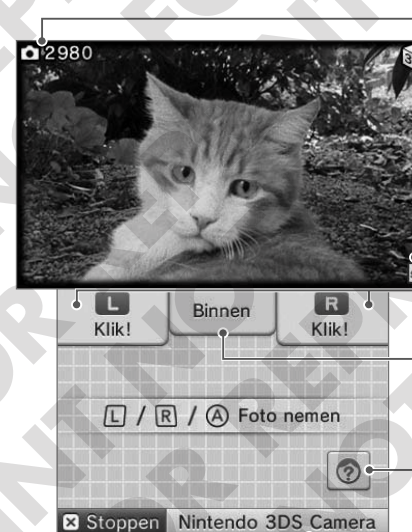 2980
L
Klik!
Binnen
R
Klik!
L / R / A Foto nemen
?
X Stoppen
Nintendo 3DS Camera